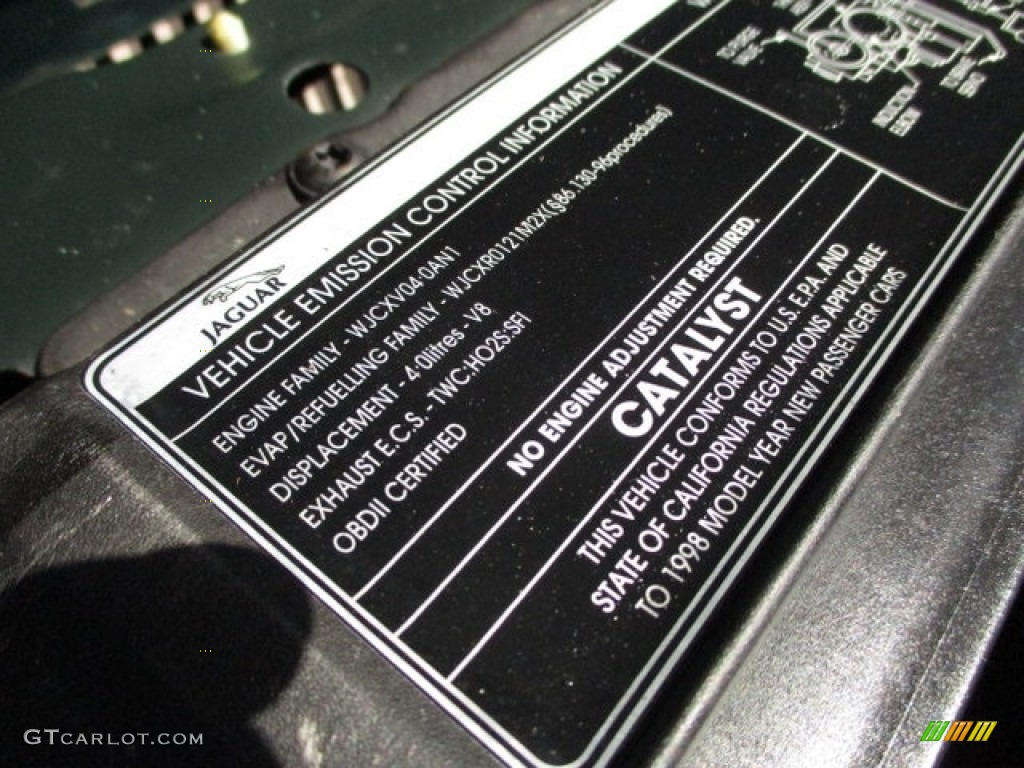 JAGUAR
VEHICLE EMISSION CONTROL INFORMATION
ENGINE FAMILY - WJCXV04·0AN1
EVAP/REFUELLING FAMILY - WJCXR0121M2X(§86.130-96procedures)
DISPLACEMENT - 4·0litres - V8
EXHAUST E.C.S. - TWC:HO2S:SFI
OBDII CERTIFIED
NO ENGINE ADJUSTMENT REQUIRED.
CATALYST
THIS VEHICLE CONFORMS TO U.S. E.P.A. AND
STATE OF CALIFORNIA REGULATIONS APPLICABLE
TO 1998 MODEL YEAR NEW PASSENGER CARS
GTCARLOT.COM